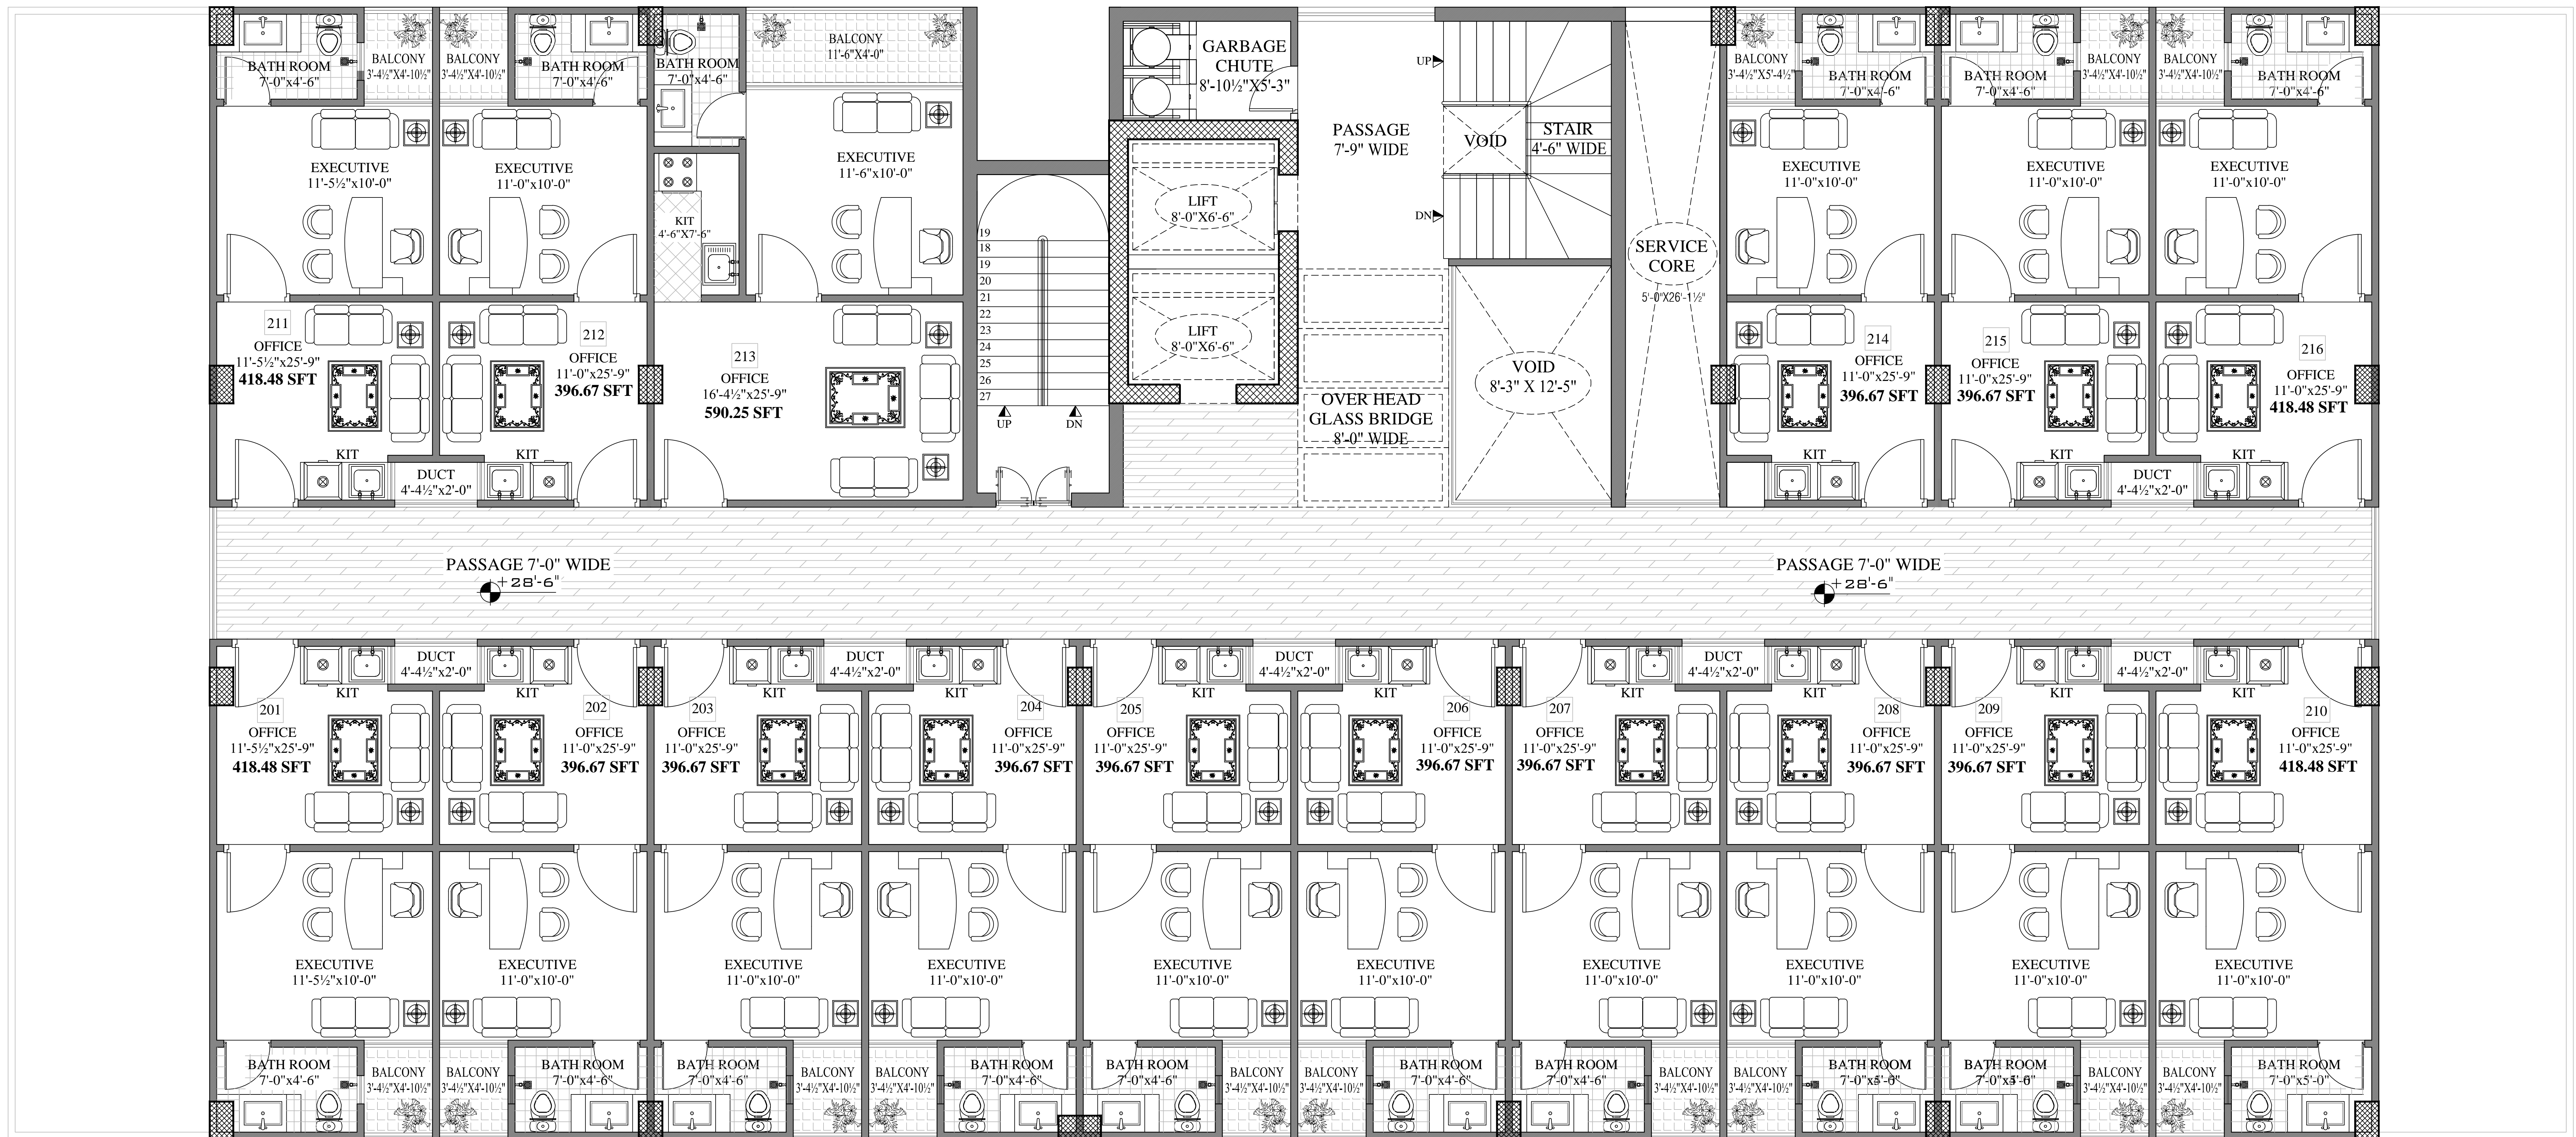 BATH ROOM
7'-0"x4'-6"
BALCONY
3'-4½"X4'-10½"
BALCONY
3'-4½"X4'-10½"
BATH ROOM
7'-0"x4'-6"
BATH ROOM
7'-0"x4'-6"
BALCONY
11'-6"X4'-0"
GARBAGE
CHUTE
8'-10½"X5'-3"
UP
PASSAGE
7'-9" WIDE
VOID
STAIR
4'-6" WIDE
DN
BALCONY
3'-4½"X5'-4½"
BATH ROOM
7'-0"x4'-6"
BATH ROOM
7'-0"x4'-6"
BALCONY
3'-4½"X4'-10½"
BALCONY
3'-4½"X4'-10½"
BATH ROOM
7'-0"x4'-6"
EXECUTIVE
11'-5½"x10'-0"
EXECUTIVE
11'-0"x10'-0"
KIT
4'-6"X7'-6"
EXECUTIVE
11'-6"x10'-0"
LIFT
8'-0"X6'-6"
LIFT
8'-0"X6'-6"
SERVICE
CORE
5'-0"X26'-1½"
EXECUTIVE
11'-0"x10'-0"
EXECUTIVE
11'-0"x10'-0"
EXECUTIVE
11'-0"x10'-0"
19
18
19
20
21
22
23
24
25
26
27
UP
DN
211
OFFICE
11'-5½"x25'-9"
418.48 SFT
KIT
DUCT
4'-4½"x2'-0"
212
OFFICE
11'-0"x25'-9"
396.67 SFT
KIT
213
OFFICE
16'-4½"x25'-9"
590.25 SFT
OVER HEAD
GLASS BRIDGE
8'-0" WIDE
VOID
8'-3" X 12'-5"
214
OFFICE
11'-0"x25'-9"
396.67 SFT
KIT
215
OFFICE
11'-0"x25'-9"
396.67 SFT
KIT
DUCT
4'-4½"x2'-0"
216
OFFICE
11'-0"x25'-9"
418.48 SFT
KIT
PASSAGE 7'-0" WIDE
+28'-6"
PASSAGE 7'-0" WIDE
+28'-6"
201
OFFICE
11'-5½"x25'-9"
418.48 SFT
KIT
DUCT
4'-4½"x2'-0"
KIT
202
OFFICE
11'-0"x25'-9"
396.67 SFT
203
OFFICE
11'-0"x25'-9"
396.67 SFT
KIT
DUCT
4'-4½"x2'-0"
KIT
204
OFFICE
11'-0"x25'-9"
396.67 SFT
205
OFFICE
11'-0"x25'-9"
396.67 SFT
KIT
DUCT
4'-4½"x2'-0"
KIT
206
OFFICE
11'-0"x25'-9"
396.67 SFT
207
OFFICE
11'-0"x25'-9"
396.67 SFT
KIT
DUCT
4'-4½"x2'-0"
KIT
208
OFFICE
11'-0"x25'-9"
396.67 SFT
209
OFFICE
11'-0"x25'-9"
396.67 SFT
KIT
DUCT
4'-4½"x2'-0"
KIT
210
OFFICE
11'-0"x25'-9"
418.48 SFT
EXECUTIVE
11'-5½"x10'-0"
EXECUTIVE
11'-0"x10'-0"
EXECUTIVE
11'-0"x10'-0"
EXECUTIVE
11'-0"x10'-0"
EXECUTIVE
11'-0"x10'-0"
EXECUTIVE
11'-0"x10'-0"
EXECUTIVE
11'-0"x10'-0"
EXECUTIVE
11'-0"x10'-0"
EXECUTIVE
11'-0"x10'-0"
EXECUTIVE
11'-0"x10'-0"
BATH ROOM
7'-0"x4'-6"
BALCONY
3'-4½"X4'-10½"
BALCONY
3'-4½"X4'-10½"
BATH ROOM
7'-0"x4'-6"
BATH ROOM
7'-0"x4'-6"
BALCONY
3'-4½"X4'-10½"
BALCONY
3'-4½"X4'-10½"
BATH ROOM
7'-0"x4'-6"
BATH ROOM
7'-0"x4'-6"
BALCONY
3'-4½"X4'-10½"
BALCONY
3'-4½"X4'-10½"
BATH ROOM
7'-0"x4'-6"
BATH ROOM
7'-0"x4'-6"
BALCONY
3'-4½"X4'-10½"
BALCONY
3'-4½"X4'-10½"
BATH ROOM
BATH ROOM
BALCONY
3'-4½"X4'-10½"
BALCONY
3'-4½"X4'-10½"
BATH ROOM
7'-0"x5'-0"